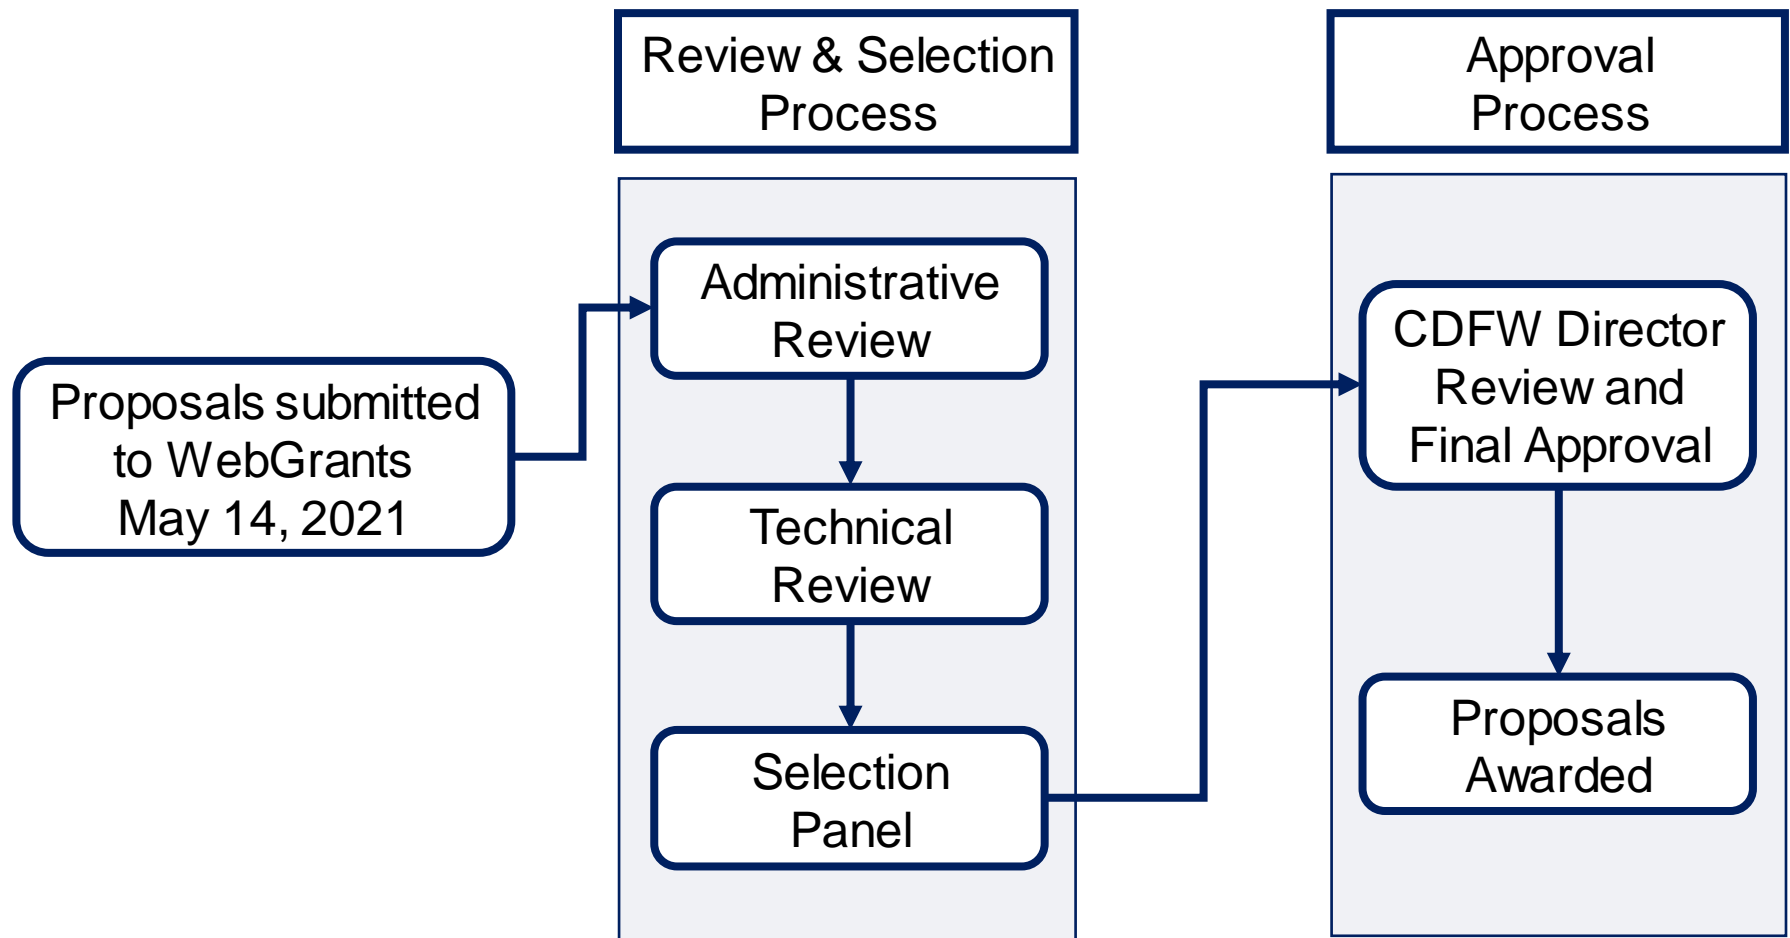 Review & Selection
Process
Approval
Process
Proposals submitted
to WebGrants
May 14, 2021
Administrative
Review
Technical
Review
Selection
Panel
CDFW Director
Review and
Final Approval
Proposals
Awarded